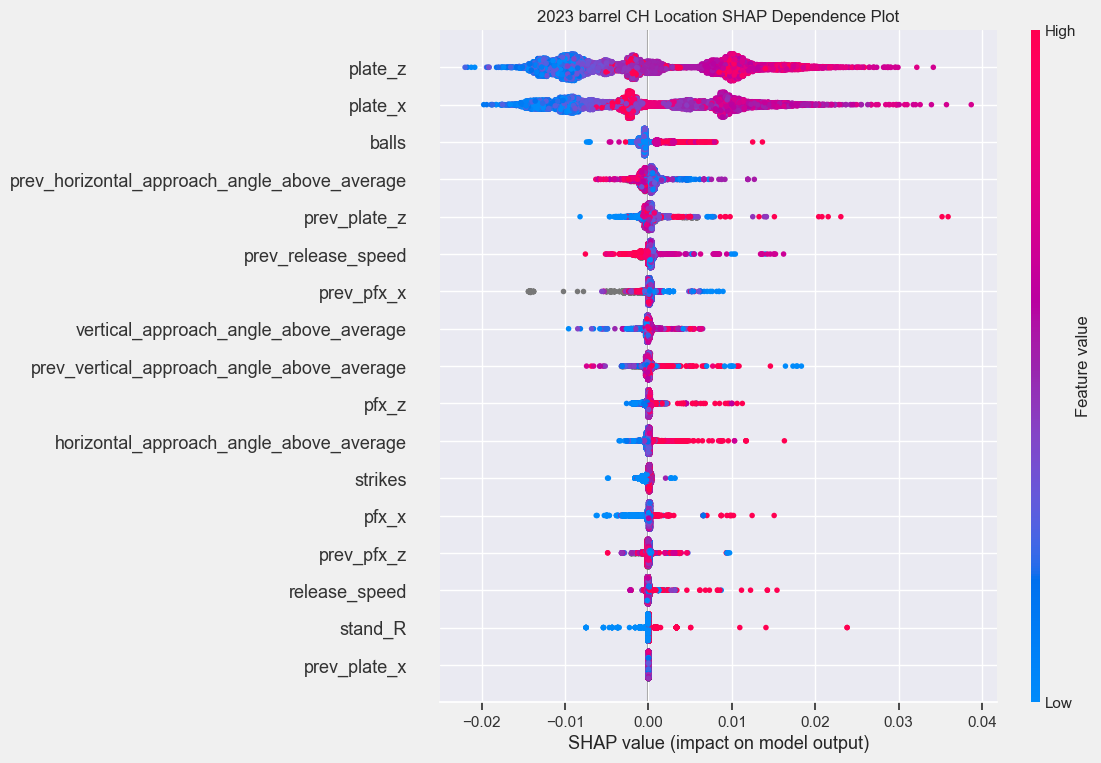 2023 barrel CH Location SHAP Dependence Plot
High
plate_z
plate_x
balls
prev_horizontal_approach_angle_above_average
prev_plate_z
prev_release_speed
prev_pfx_x
vertical_approach_angle_above_average
prev_vertical_approach_angle_above_average
pfx_z
horizontal_approach_angle_above_average
strikes
pfx_x
prev_pfx_z
release_speed
stand_R
prev_plate_x
Feature value
Low
−0.02 −0.01 0.00 0.01 0.02 0.03 0.04
SHAP value (impact on model output)